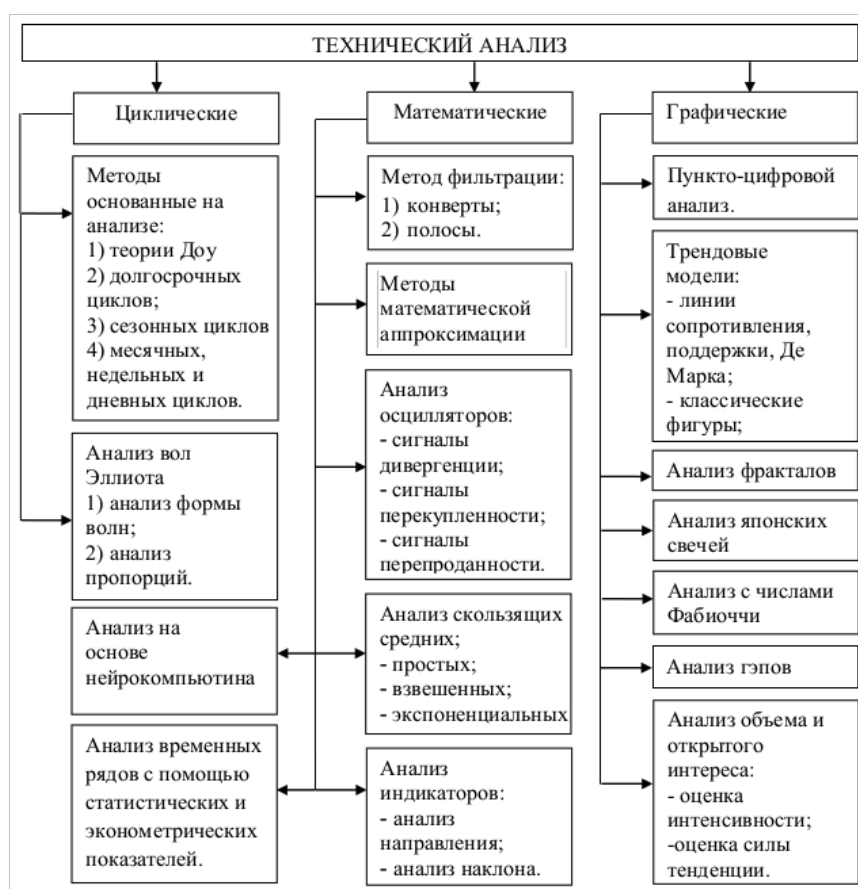 ТЕХНИЧЕСКИЙ АНАЛИЗ
Циклические
Методы
основанные на
анализе:
1) теории Доу
2) долгосрочных
циклов;
3) сезонных циклов
4) месячных,
недельных и
дневных циклов.
Анализ вол
Эллиота
1) анализ формы
волн;
2) анализ
пропорций.
Анализ на
основе
нейрокомпьютина
Анализ временных
рядов с помощью
статистических и
эконометрических
показателей.
Математические
Метод фильтрации:
1) конверты;
2) полосы.
Методы
математической
аппроксимации
Анализ
осцилляторов:
- сигналы
дивергенции;
- сигналы
перекупленности;
- сигналы
перепроданности.
Анализ скользящих
средних;
- простых;
- взвешенных;
- экспоненциальных
Анализ
индикаторов:
- анализ
направления;
- анализ наклона.
Графические
Пункто-цифровой
анализ.
Трендовые
модели:
- линии
сопротивления,
поддержки, Де
Марка;
- классические
фигуры;
Анализ фракталов
Анализ японских
свечей
Анализ с числами
Фабиоччи
Анализ гэпов
Анализ объема и
открытого
интереса:
- оценка
интенсивности;
-оценка силы
тенденции.